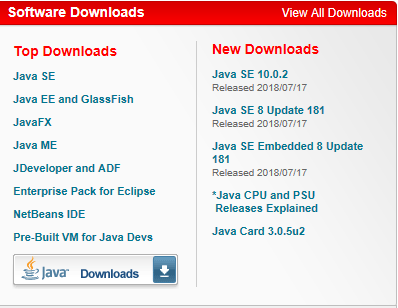 Software Downloads
View All Downloads
Top Downloads
Java SE
Java EE and GlassFish
JavaFX
Java ME
JDeveloper and ADF
Enterprise Pack for Eclipse
NetBeans IDE
Pre-Built VM for Java Devs
Java Downloads
New Downloads
Java SE 10.0.2
Released 2018/07/17
Java SE 8 Update 181
Released 2018/07/17
Java SE Embedded 8 Update
181
Released 2018/07/17
*Java CPU and PSU
Releases Explained
Java Card 3.0.5u2